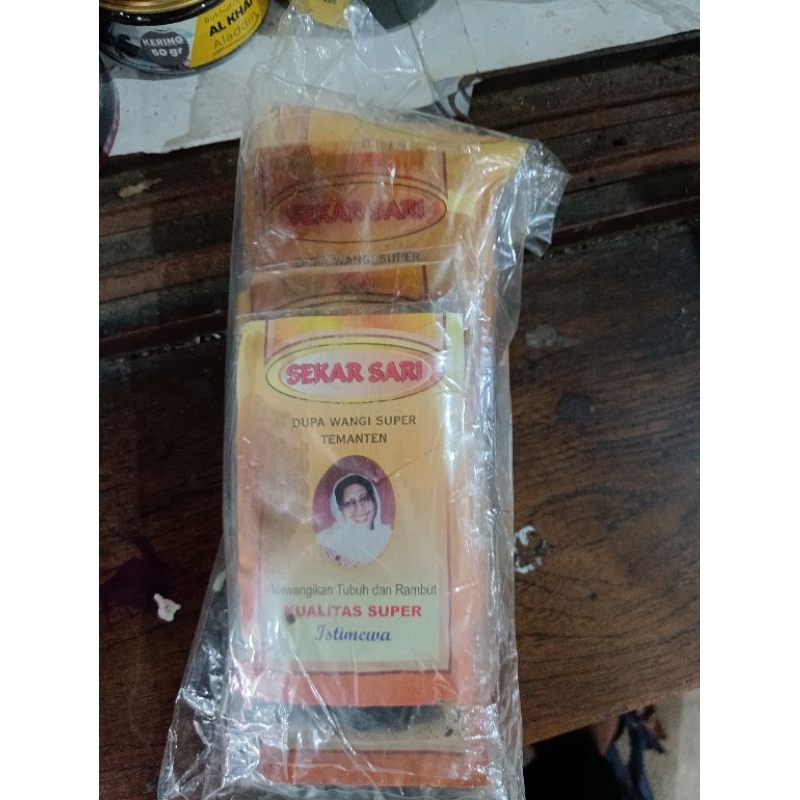 AL KHA
Aladdin
KERING
50 gr
SEKAR SARI
DUPA WANGI SUPER
SEKAR SARI
DUPA WANGI SUPER
TEMANTEN
Mewangikan Tubuh dan Rambut
KUALITAS SUPER
Istimewa